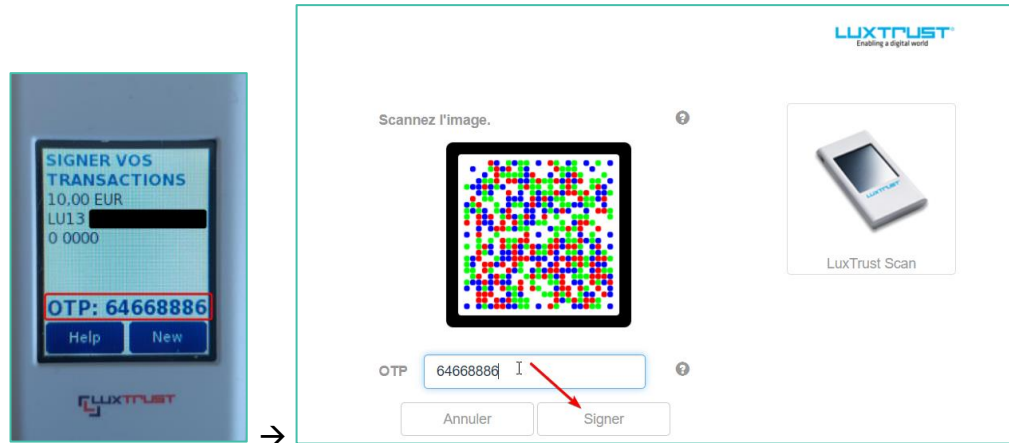 SIGNER VOS
TRANSACTIONS
10,00 EUR
LU13
0 0000
OTP: 64668886
Help New
LUXTRUST
→
LUXTRUST
Enabling a digital world
Scannez l'image.
LUXTRUST
LuxTrust Scan
OTP 64668886
Annuler Signer